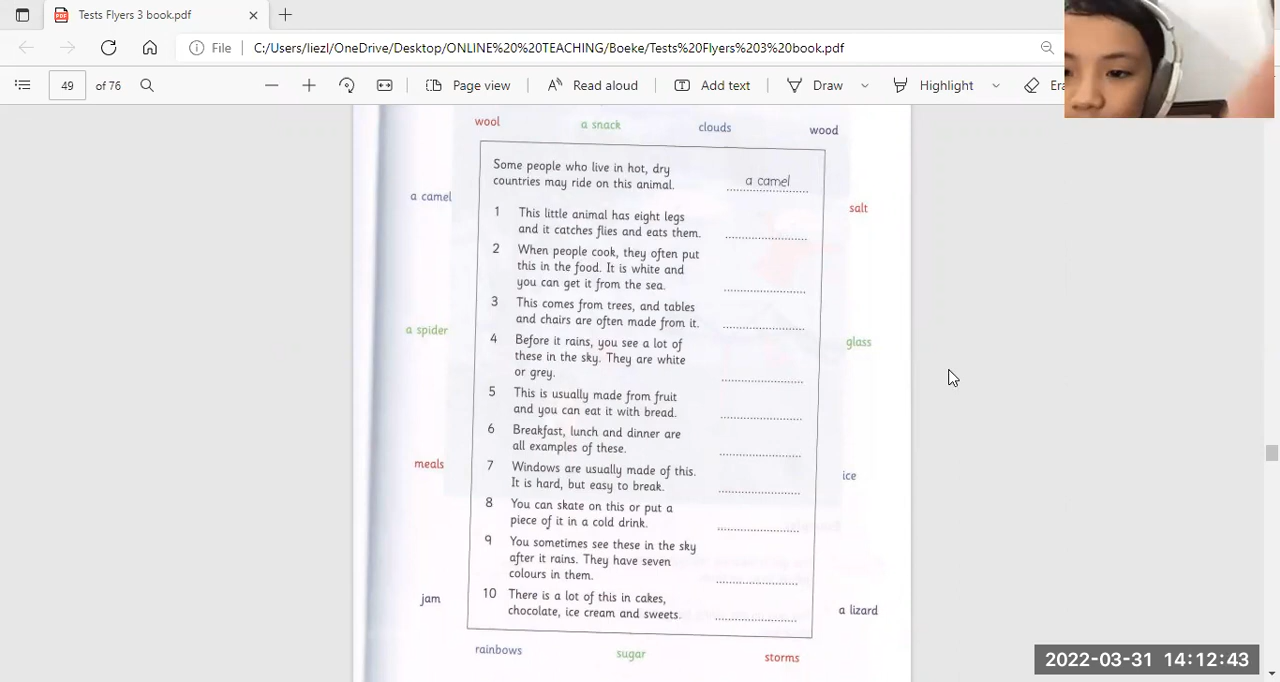 Tests Flyers 3 book.pdf
File C:/Users/liezl/OneDrive/Desktop/ONLINE%20%20TEACHING/Boeke/Tests%20Flyers%203%20book.pdf
49 of 76 Page view Read aloud Add text Draw Highlight
wool a snack clouds wood
Some people who live in hot, dry
countries may ride on this animal. a camel
a camel
salt
1 This little animal has eight legs
and it catches flies and eats them.
2 When people cook, they often put
this in the food. It is white and
you can get it from the sea.
3 This comes from trees, and tables
and chairs are often made from it.
a spider
glass
4 Before it rains, you see a lot of
these in the sky. They are white
or grey.
5 This is usually made from fruit
and you can eat it with bread.
6 Breakfast, lunch and dinner are
all examples of these.
meals
ice
7 Windows are usually made of this.
It is hard, but easy to break.
8 You can skate on this or put a
piece of it in a cold drink.
9 You sometimes see these in the sky
after it rains. They have seven
colours in them.
10 There is a lot of this in cakes,
chocolate, ice cream and sweets.
jam
a lizard
rainbows sugar storms
2022-03-31 14:12:43